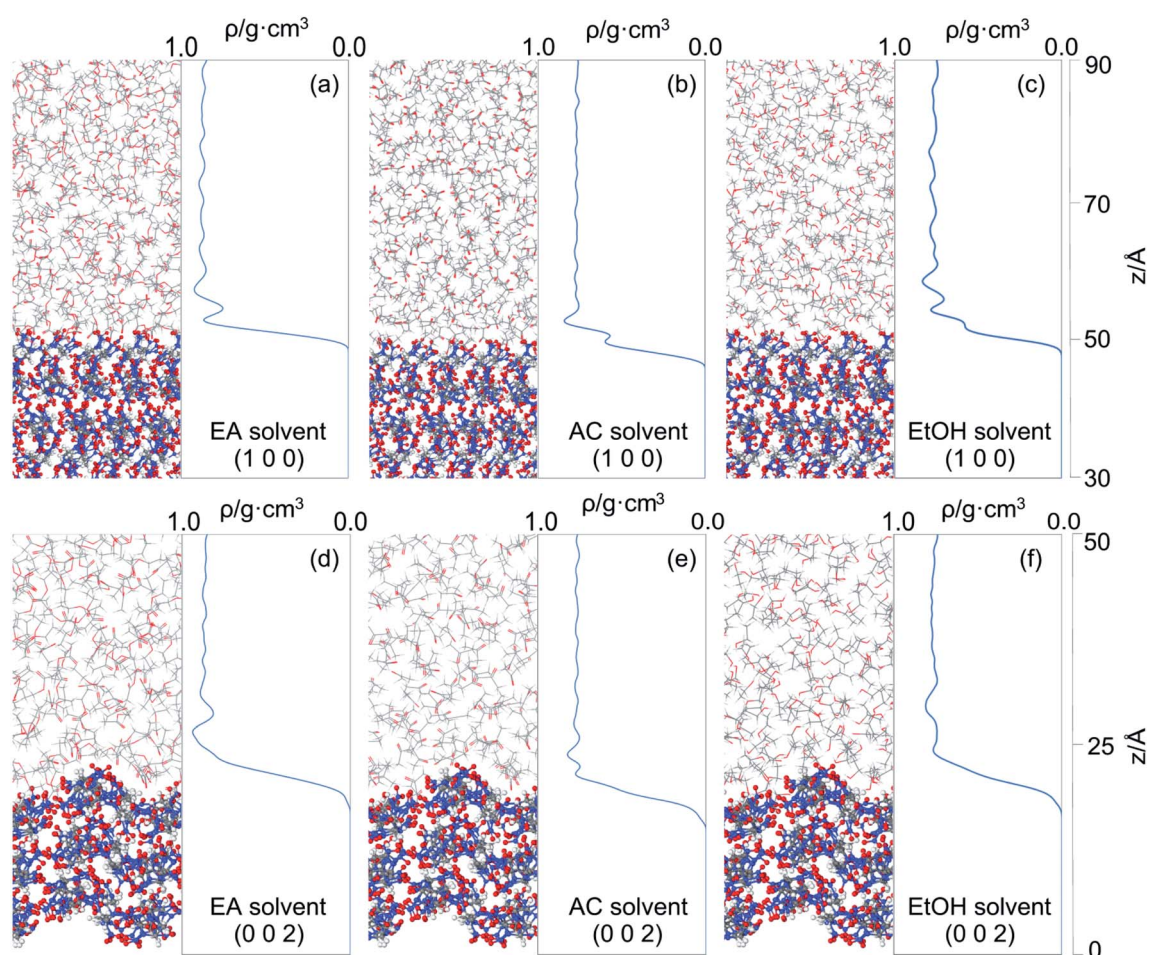 ρ/g·cm³ ρ/g·cm³ ρ/g·cm³
1.0 0.0 1.0 0.0 1.0 0.0
(a) (b) (c) 90
70
z/Å
50
EA solvent AC solvent EtOH solvent
(1 0 0) (1 0 0) (1 0 0) 30
ρ/g·cm³ ρ/g·cm³ ρ/g·cm³
1.0 0.0 1.0 0.0 1.0 0.0
(d) (e) (f) 50
25
z/Å
EA solvent AC solvent EtOH solvent
(0 0 2) (0 0 2) (0 0 2) 0